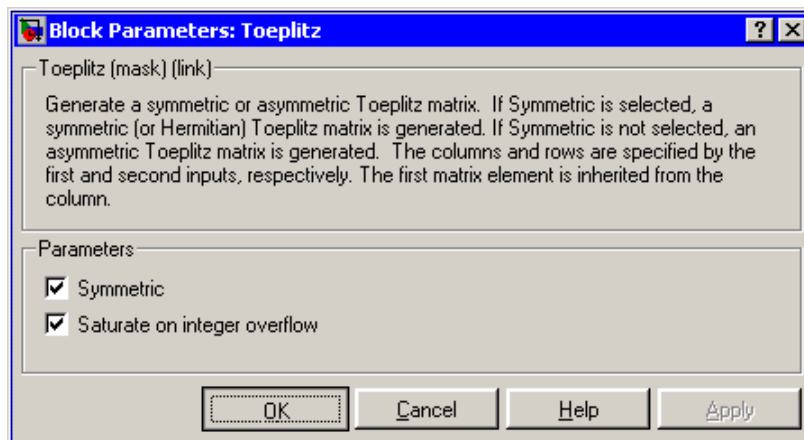 Block Parameters: Toeplitz
Toeplitz (mask) (link)
Generate a symmetric or asymmetric Toeplitz matrix.  If Symmetric is selected, a
symmetric (or Hermitian) Toeplitz matrix is generated. If Symmetric is not selected, an
asymmetric Toeplitz matrix is generated.  The columns and rows are specified by the
first and second inputs, respectively. The first matrix element is inherited from the
column.
Parameters
Symmetric
Saturate on integer overflow
OK Cancel Help Apply